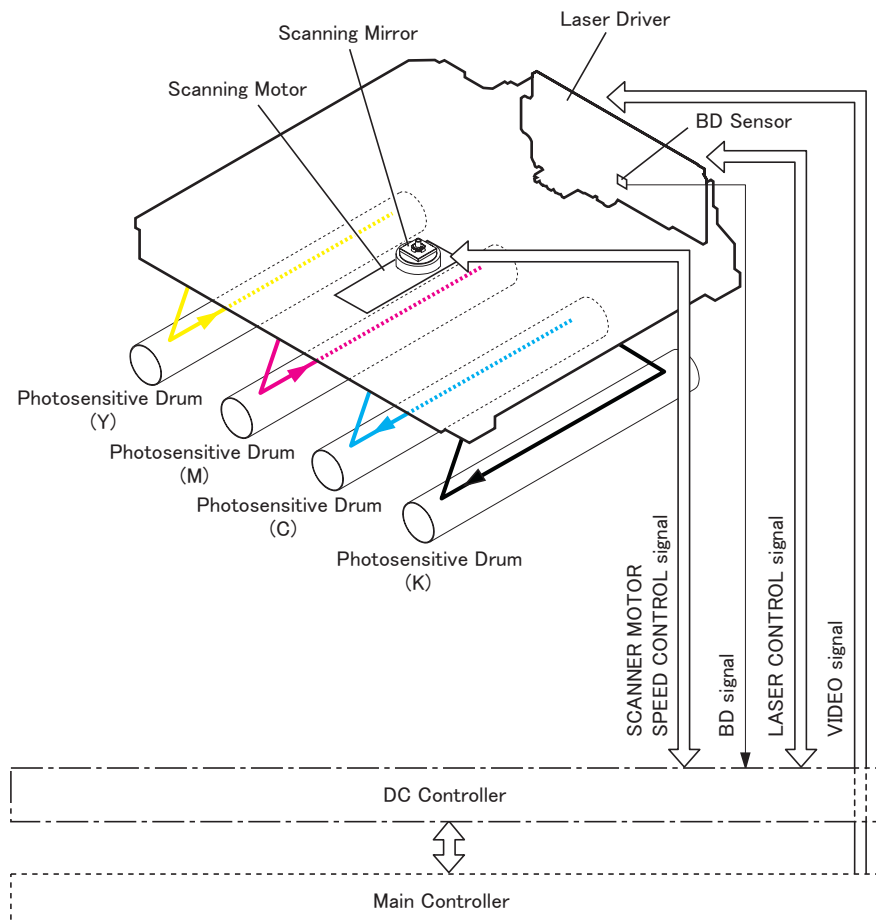 Laser Driver
Scanning Mirror
Scanning Motor
BD Sensor
Photosensitive Drum
(Y)
Photosensitive Drum
(M)
Photosensitive Drum
(C)
Photosensitive Drum
(K)
SCANNER MOTOR
SPEED CONTROL signal
BD signal
LASER CONTROL signal
VIDEO signal
DC Controller
Main Controller